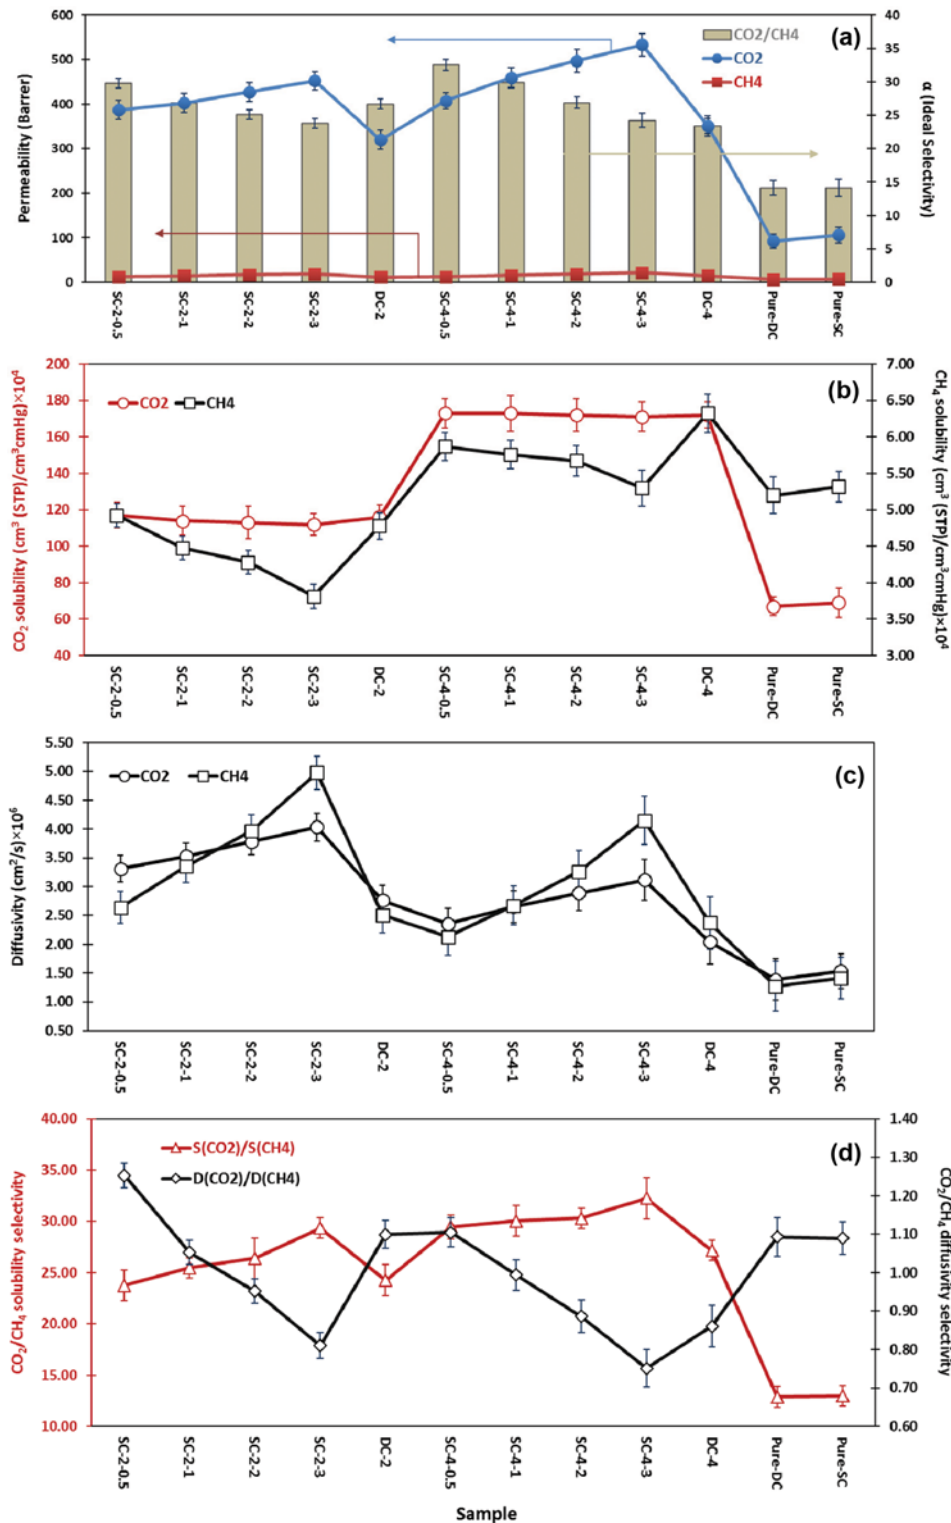 (a)
CO2/CH4
CO2
CH4
Permeability (Barrer)
600
500
400
300
200
100
0
α (Ideal Selectivity)
40
35
30
25
20
15
10
5
0
SC-2-0.5
SC-2-1
SC-2-2
SC-2-3
DC-2
SC-4-0.5
SC-4-1
SC-4-2
SC-4-3
DC-4
Pure-DC
Pure-SC
(b)
CO2
CH4
CO₂ solubility (cm³ (STP)/cm³cmHg)×10⁴
200
180
160
140
120
100
80
60
40
CH₄ solubility (cm³ (STP)/cm³cmHg)×10⁴
7.00
6.50
6.00
5.50
5.00
4.50
4.00
3.50
3.00
SC-2-0.5
SC-2-1
SC-2-2
SC-2-3
DC-2
SC-4-0.5
SC-4-1
SC-4-2
SC-4-3
DC-4
Pure-DC
Pure-SC
(c)
CO2
CH4
Diffusivity (cm²/s)×10⁶
5.50
5.00
4.50
4.00
3.50
3.00
2.50
2.00
1.50
1.00
0.50
SC-2-0.5
SC-2-1
SC-2-2
SC-2-3
DC-2
SC-4-0.5
SC-4-1
SC-4-2
SC-4-3
DC-4
Pure-DC
Pure-SC
(d)
S(CO2)/S(CH4)
D(CO2)/D(CH4)
CO₂/CH₄ solubility selectivity
40.00
35.00
30.00
25.00
20.00
15.00
10.00
CO₂/CH₄ diffusivity selectivity
1.40
1.30
1.20
1.10
1.00
0.90
0.80
0.70
0.60
SC-2-0.5
SC-2-1
SC-2-2
SC-2-3
DC-2
SC-4-0.5
SC-4-1
SC-4-2
SC-4-3
DC-4
Pure-DC
Pure-SC
Sample